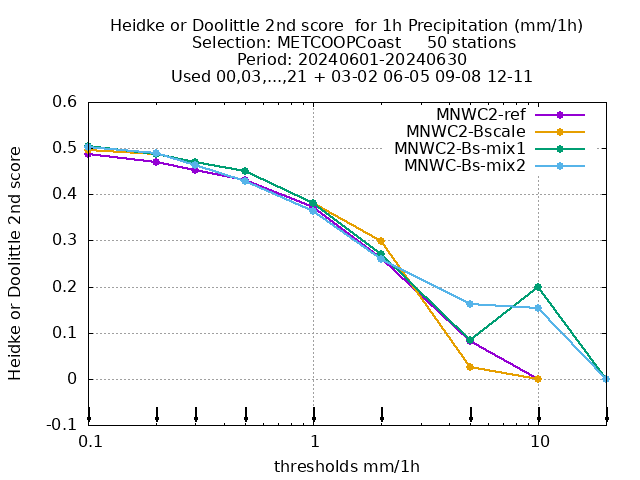 Heidke or Doolittle 2nd score  for 1h Precipitation (mm/1h)
Selection: METCOOPCoast     50 stations
Period: 20240601-20240630
Used 00,03,...,21 + 03-02 06-05 09-08 12-11
MNWC2-ref
MNWC2-Bscale
MNWC2-Bs-mix1
MNWC-Bs-mix2
Heidke or Doolittle 2nd score
0.6
0.5
0.4
0.3
0.2
0.1
0
-0.1
0.1 1 10
thresholds mm/1h